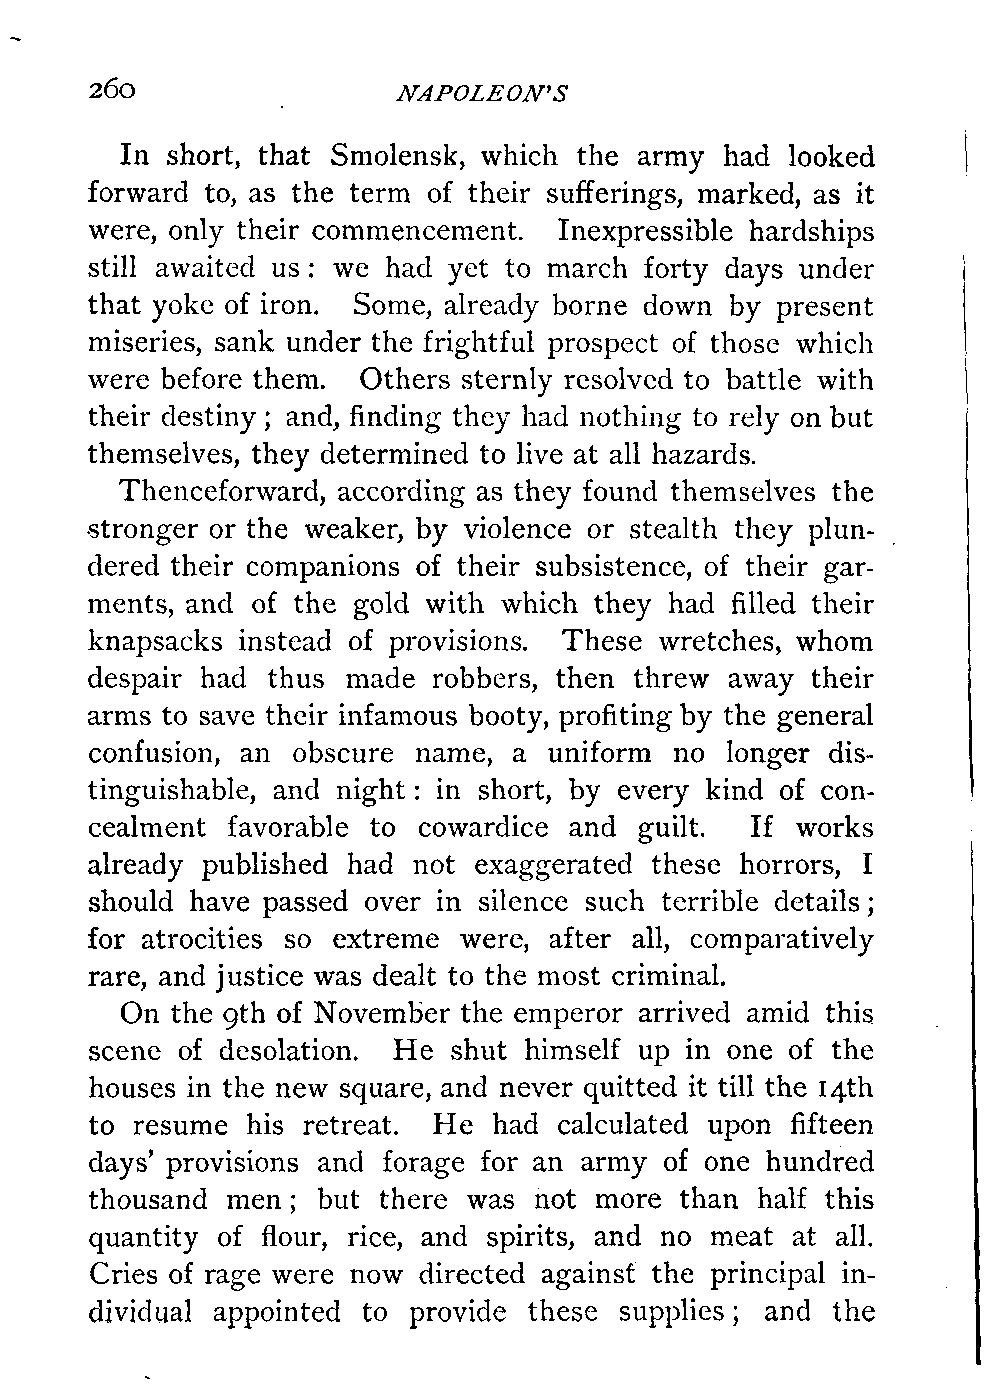 260 NAPOLEON'S
In short, that Smolensk, which the army had looked
forward to, as the term of their sufferings, marked, as it
were, only their commencement. Inexpressible hardships
still awaited us : we had yet to march forty days under
that yoke of iron. Some, already borne down by present
miseries, sank under the frightful prospect of those which
were before them. Others sternly resolved to battle with
their destiny ; and, finding they had nothing to rely on but
themselves, they determined to live at all hazards.
Thenceforward, according as they found themselves the
stronger or the weaker, by violence or stealth they plun-
dered their companions of their subsistence, of their gar-
ments, and of the gold with which they had filled their
knapsacks instead of provisions. These wretches, whom
despair had thus made robbers, then threw away their
arms to save their infamous booty, profiting by the general
confusion, an obscure name, a uniform no longer dis-
tinguishable, and night : in short, by every kind of con-
cealment favorable to cowardice and guilt. If works
already published had not exaggerated these horrors, I
should have passed over in silence such terrible details ;
for atrocities so extreme were, after all, comparatively
rare, and justice was dealt to the most criminal.
On the 9th of November the emperor arrived amid this
scene of desolation. He shut himself up in one of the
houses in the new square, and never quitted it till the 14th
to resume his retreat. He had calculated upon fifteen
days' provisions and forage for an army of one hundred
thousand men ; but there was not more than half this
quantity of flour, rice, and spirits, and no meat at all.
Cries of rage were now directed against the principal in-
dividual appointed to provide these supplies ; and the